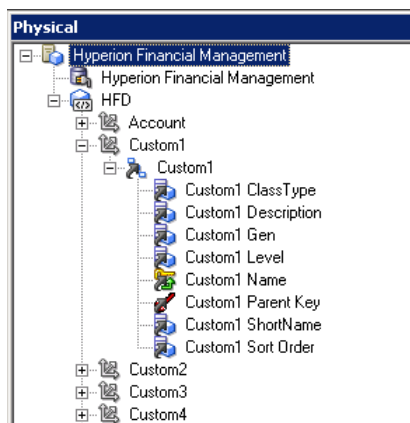 Physical
Hyperion Financial Management
Hyperion Financial Management
HFD
Account
Custom1
Custom1
Custom1 ClassType
Custom1 Description
Custom1 Gen
Custom1 Level
Custom1 Name
Custom1 Parent Key
Custom1 ShortName
Custom1 Sort Order
Custom2
Custom3
Custom4